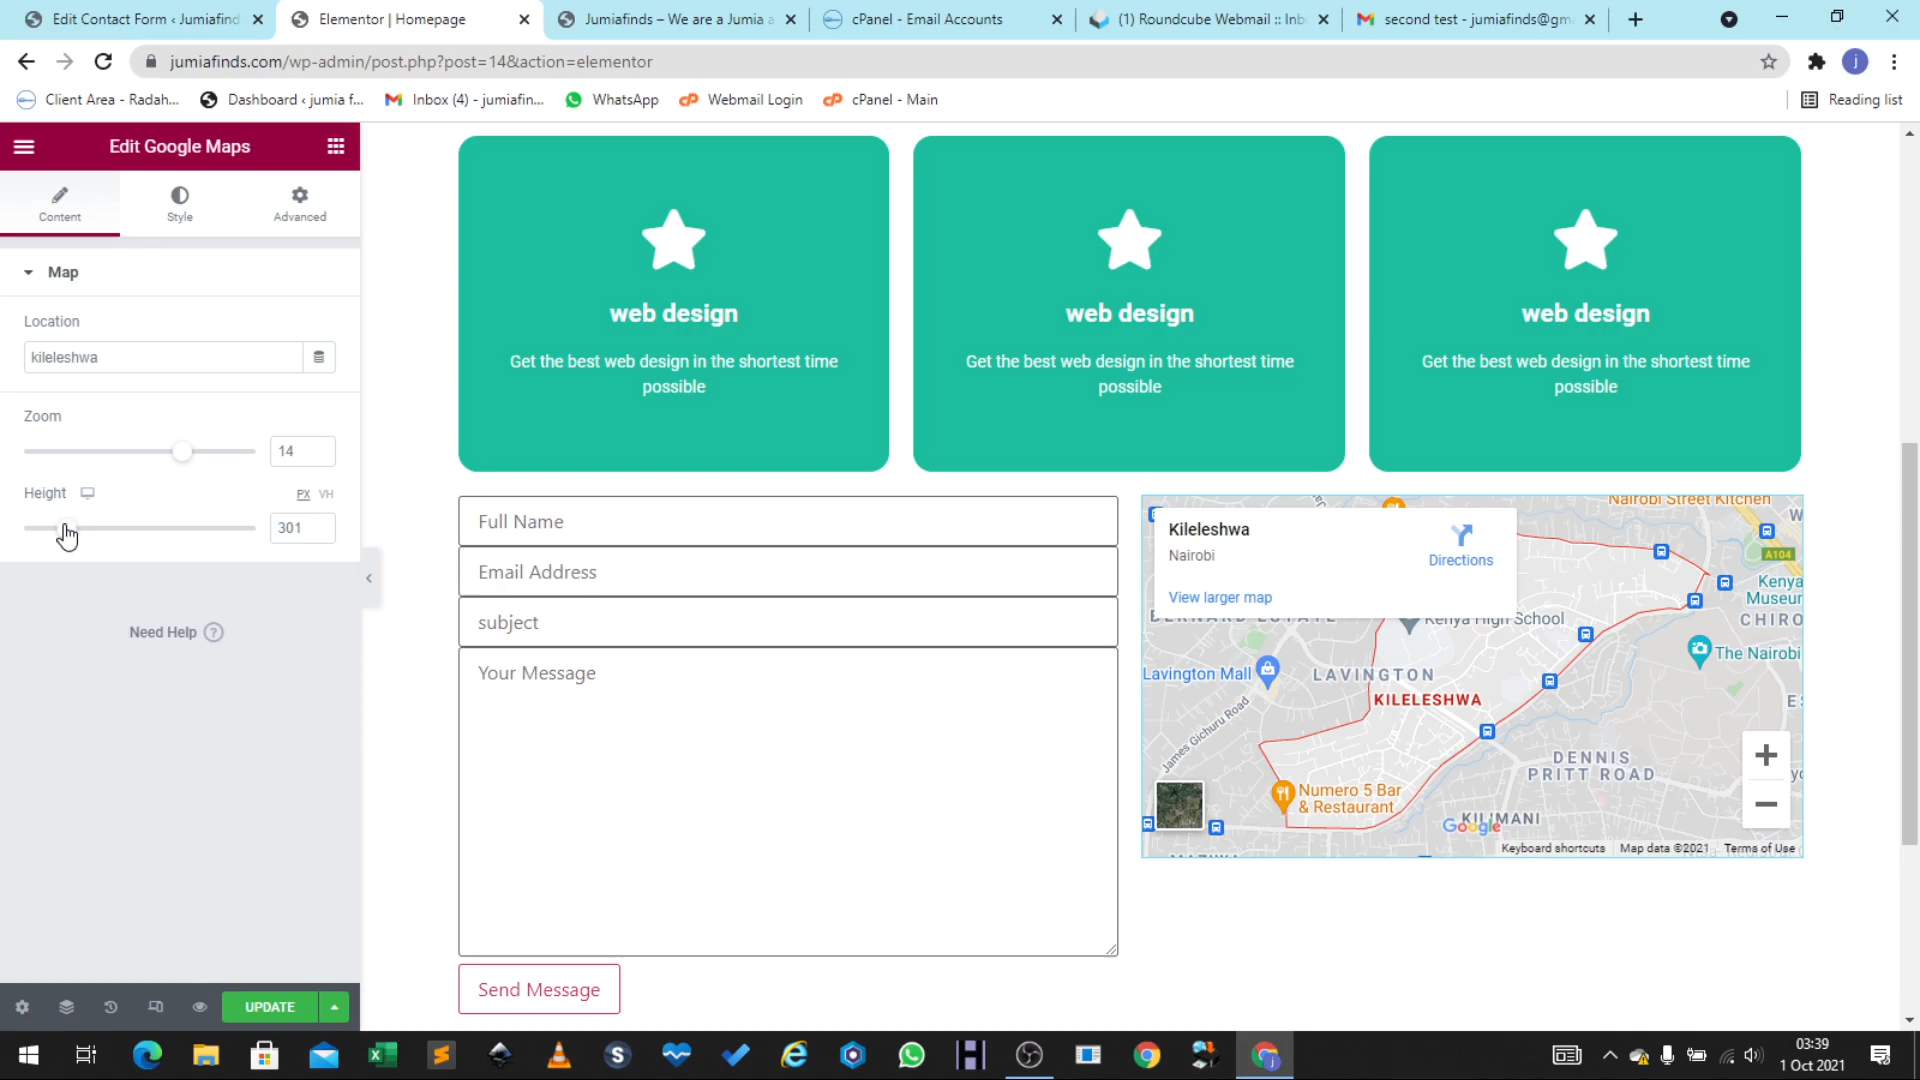 Edit Contact Form ‹ Jumiafind
Elementor | Homepage
Jumiafinds – We are a Jumia a
cPanel - Email Accounts
(1) Roundcube Webmail :: Inb
second test - jumiafinds@gm
jumiafinds.com/wp-admin/post.php?post=14&action=elementor
j
Client Area - Radah...
Dashboard ‹ jumia f...
Inbox (4) - jumiafin...
WhatsApp
Webmail Login
cPanel - Main
Reading list
Edit Google Maps
Content
Style
Advanced
Map
Location
kileleshwa
Zoom
14
Height
PX VH
301
Need Help
UPDATE
web design
Get the best web design in the shortest time
possible
web design
Get the best web design in the shortest time
possible
web design
Get the best web design in the shortest time
possible
Full Name
Email Address
subject
Your Message
Send Message
Nairobi Street Kitchen
Kileleshwa
Nairobi
Directions
View larger map
A104
Kenya
Museum
CHIRO
Kenya High School
The Nairobi
Lavington Mall
LAVINGTON
KILELESHWA
James Gichuru Road
DENNIS
PRITT ROAD
Numero 5 Bar
& Restaurant
KILIMANI
Google
Keyboard shortcuts
Map data ©2021
Terms of Use
03:39
1 Oct 2021